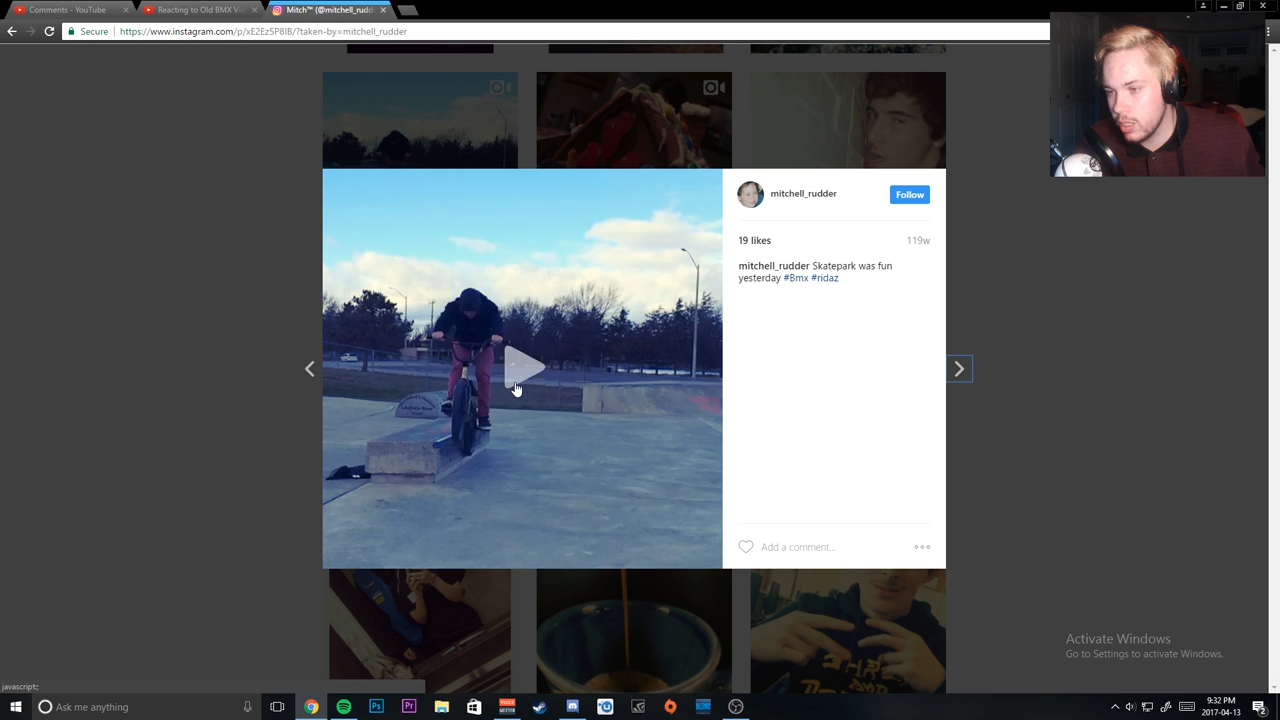 Comments - YouTube
Reacting to Old BMX Vi
Mitch™ (@mitchell_rudd
Secure
https://www.instagram.com/p/xE2Ez5P8IB/?taken-by=mitchell_rudder
mitchell_rudder
Follow
19 likes
119w
mitchell_rudder Skatepark was fun
yesterday #Bmx #ridaz
Add a comment...
Activate Windows
Go to Settings to activate Windows.
javascript:;
Ask me anything
9:32 PM
2017-04-13